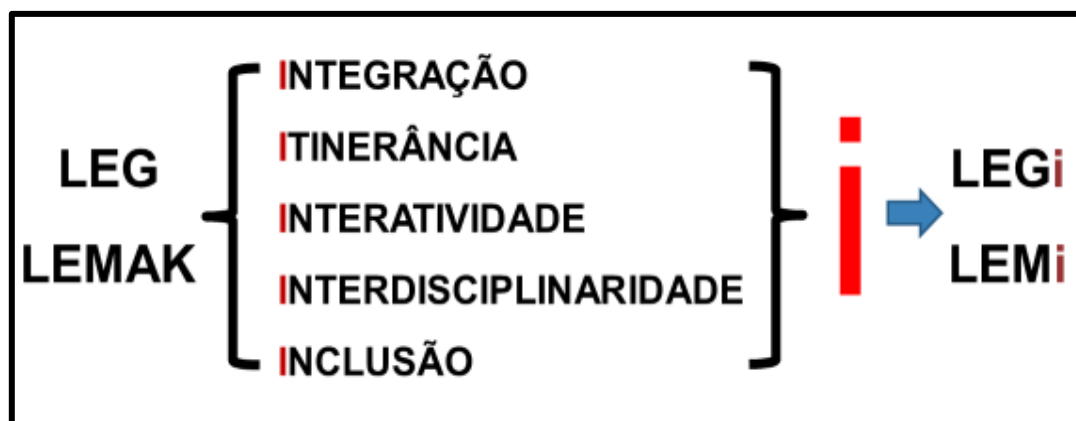 LEG
LEMAK
INTEGRAÇÃO
ITINERÂNCIA
INTERATIVIDADE
INTERDISCIPLINARIDADE
INCLUSÃO
i
LEGi
LEMi